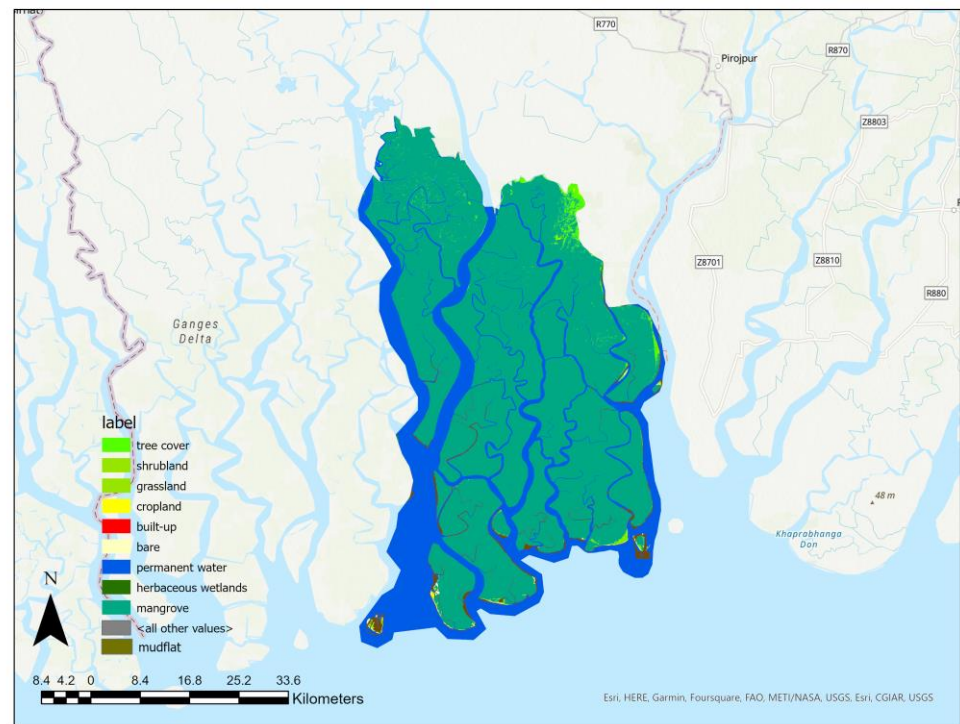 R770
Pirojpur
R870
Z8803
Z8701
Z8810
R880
Ganges
Delta
48 m
Khaprabhanga
Don
label
tree cover
shrubland
grassland
cropland
built-up
bare
permanent water
herbaceous wetlands
mangrove
<all other values>
mudflat
N
8.4 4.2 0 8.4 16.8 25.2 33.6
Kilometers
Esri, HERE, Garmin, Foursquare, FAO, METI/NASA, USGS, Esri, CGIAR, USGS